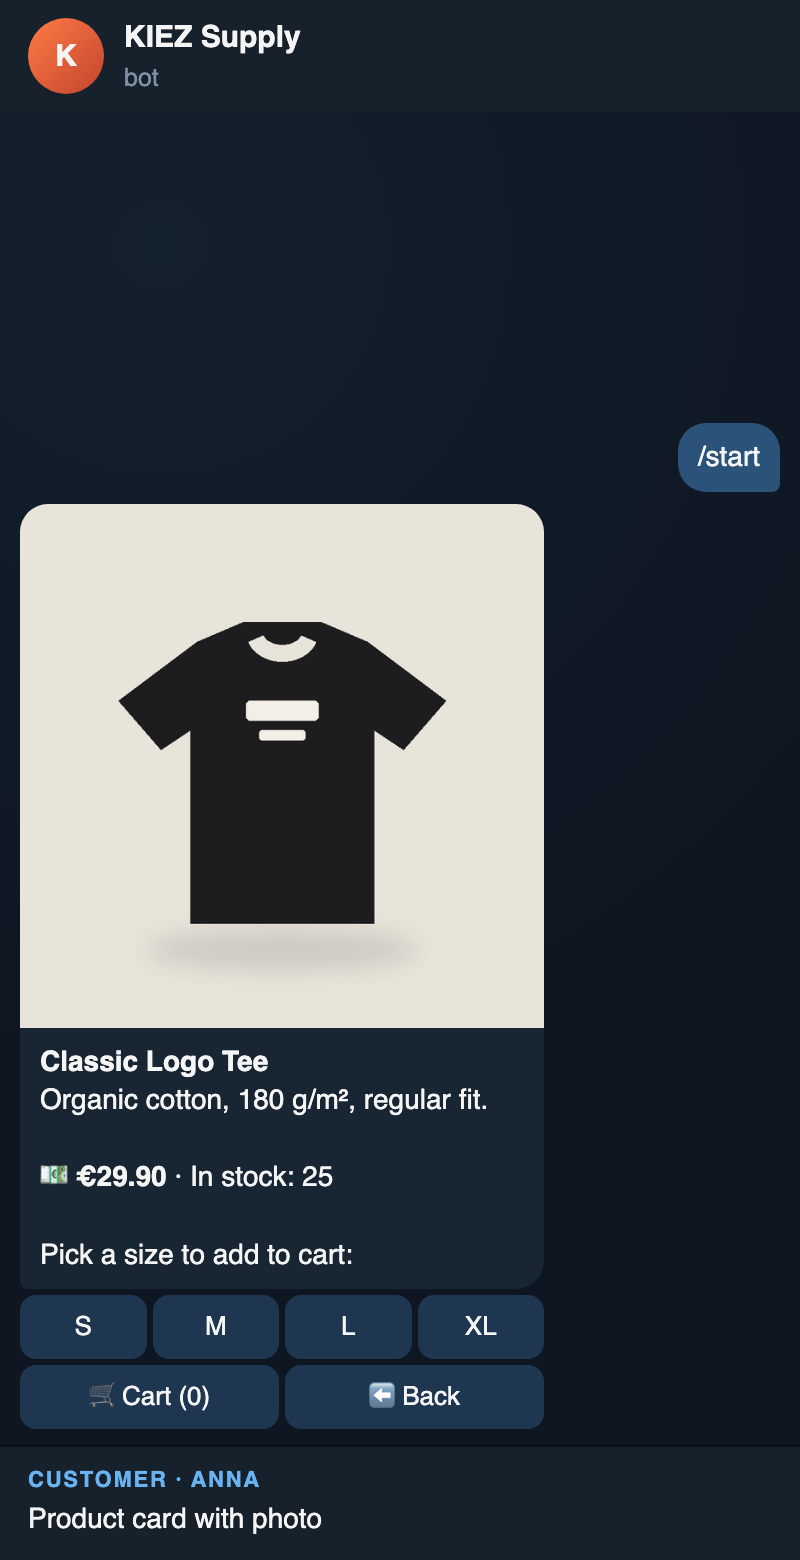 K
KIEZ Supply
bot
/start
Classic Logo Tee
Organic cotton, 180 g/m², regular fit.
💶 €29.90 · In stock: 25
Pick a size to add to cart:
S M L XL
🛒 Cart (0) ⬅️ Back
CUSTOMER · ANNA
Product card with photo